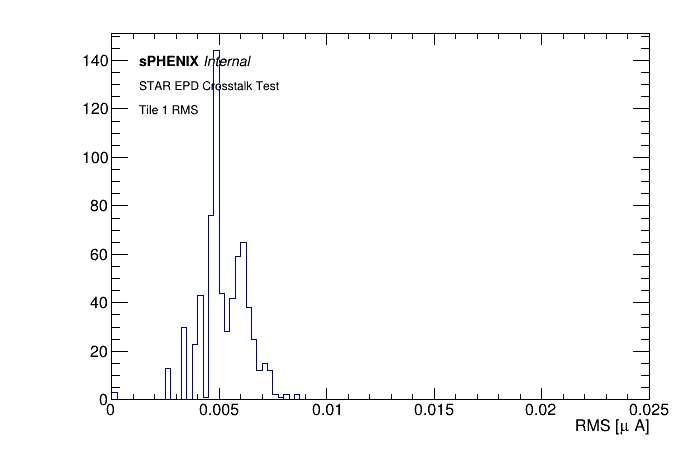 140
120
100
80
60
40
20
0
sPHENIX Internal
STAR EPD Crosstalk Test
Tile 1 RMS
0 0.005 0.01 0.015 0.02 0.025
RMS [μ A]